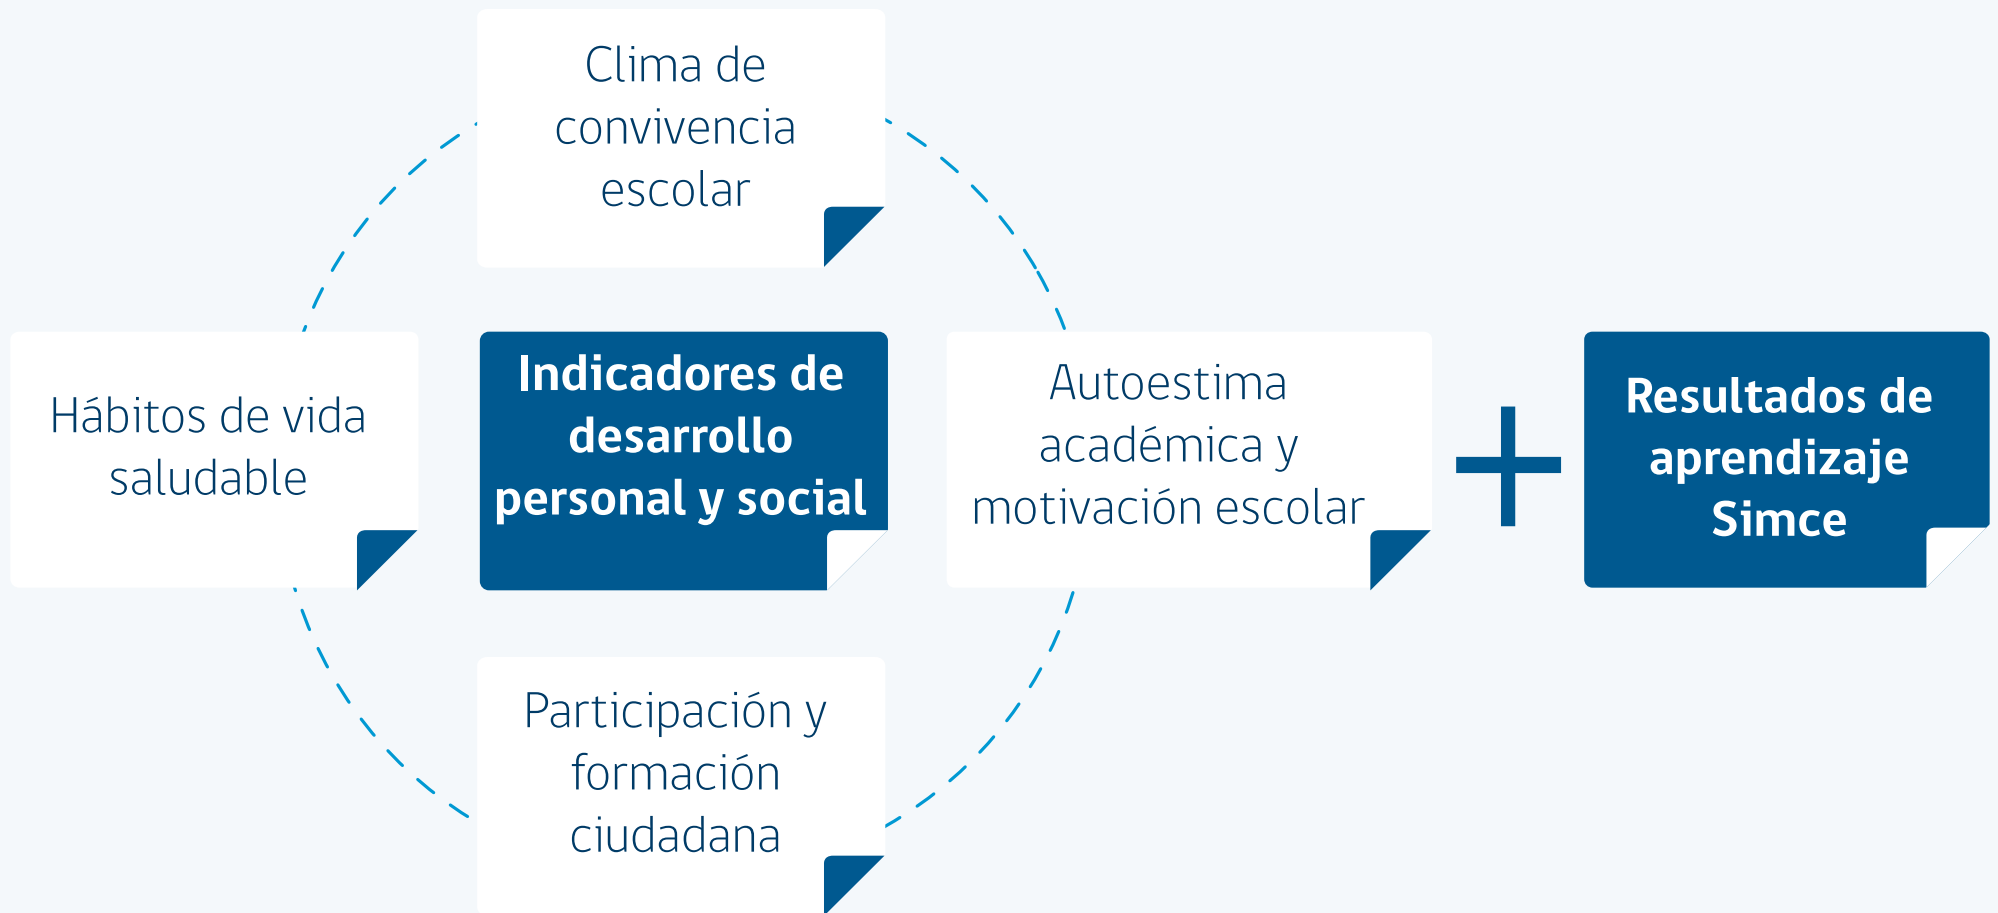 Clima de
convivencia
escolar
Hábitos de vida
saludable
Indicadores de
desarrollo
personal y social
Autoestima
académica y
motivación escolar
+
Resultados de
aprendizaje
Simce
Participación y
formación
ciudadana